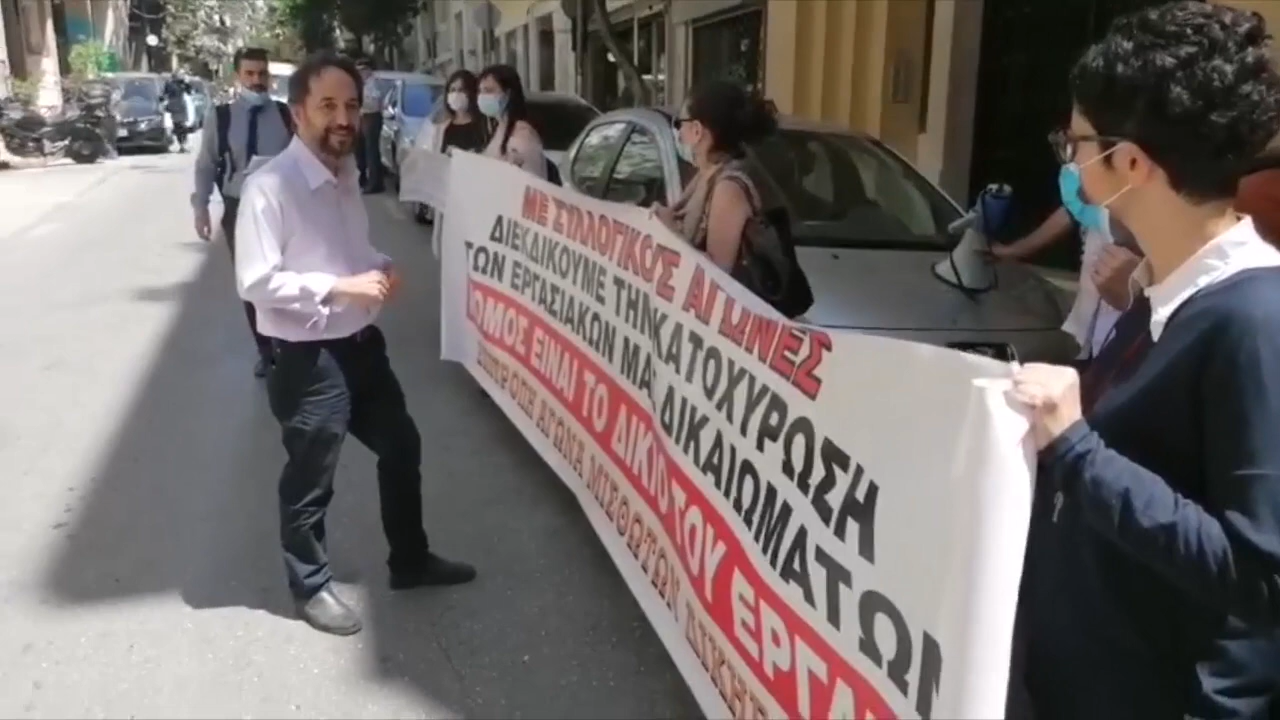 ΜΕ ΣΥΛΛΟΓΙΚΟΥΣ ΑΓΩΝΕΣ
ΔΙΕΚΔΙΚΟΥΜΕ ΤΗΝ ΚΑΤΟΧΥΡΩΣΗ
ΤΩΝ ΕΡΓΑΣΙΑΚΩΝ ΜΑΣ ΔΙΚΑΙΩΜΑΤΩΝ
ΝΟΜΟΣ ΕΙΝΑΙ ΤΟ ΔΙΚΙΟ ΤΟΥ ΕΡΓΑ
ΕΠΙΤΡΟΠΗ ΑΓΩΝΑ ΜΙΣΘΩΤΩΝ ΔΙΚΗΓ